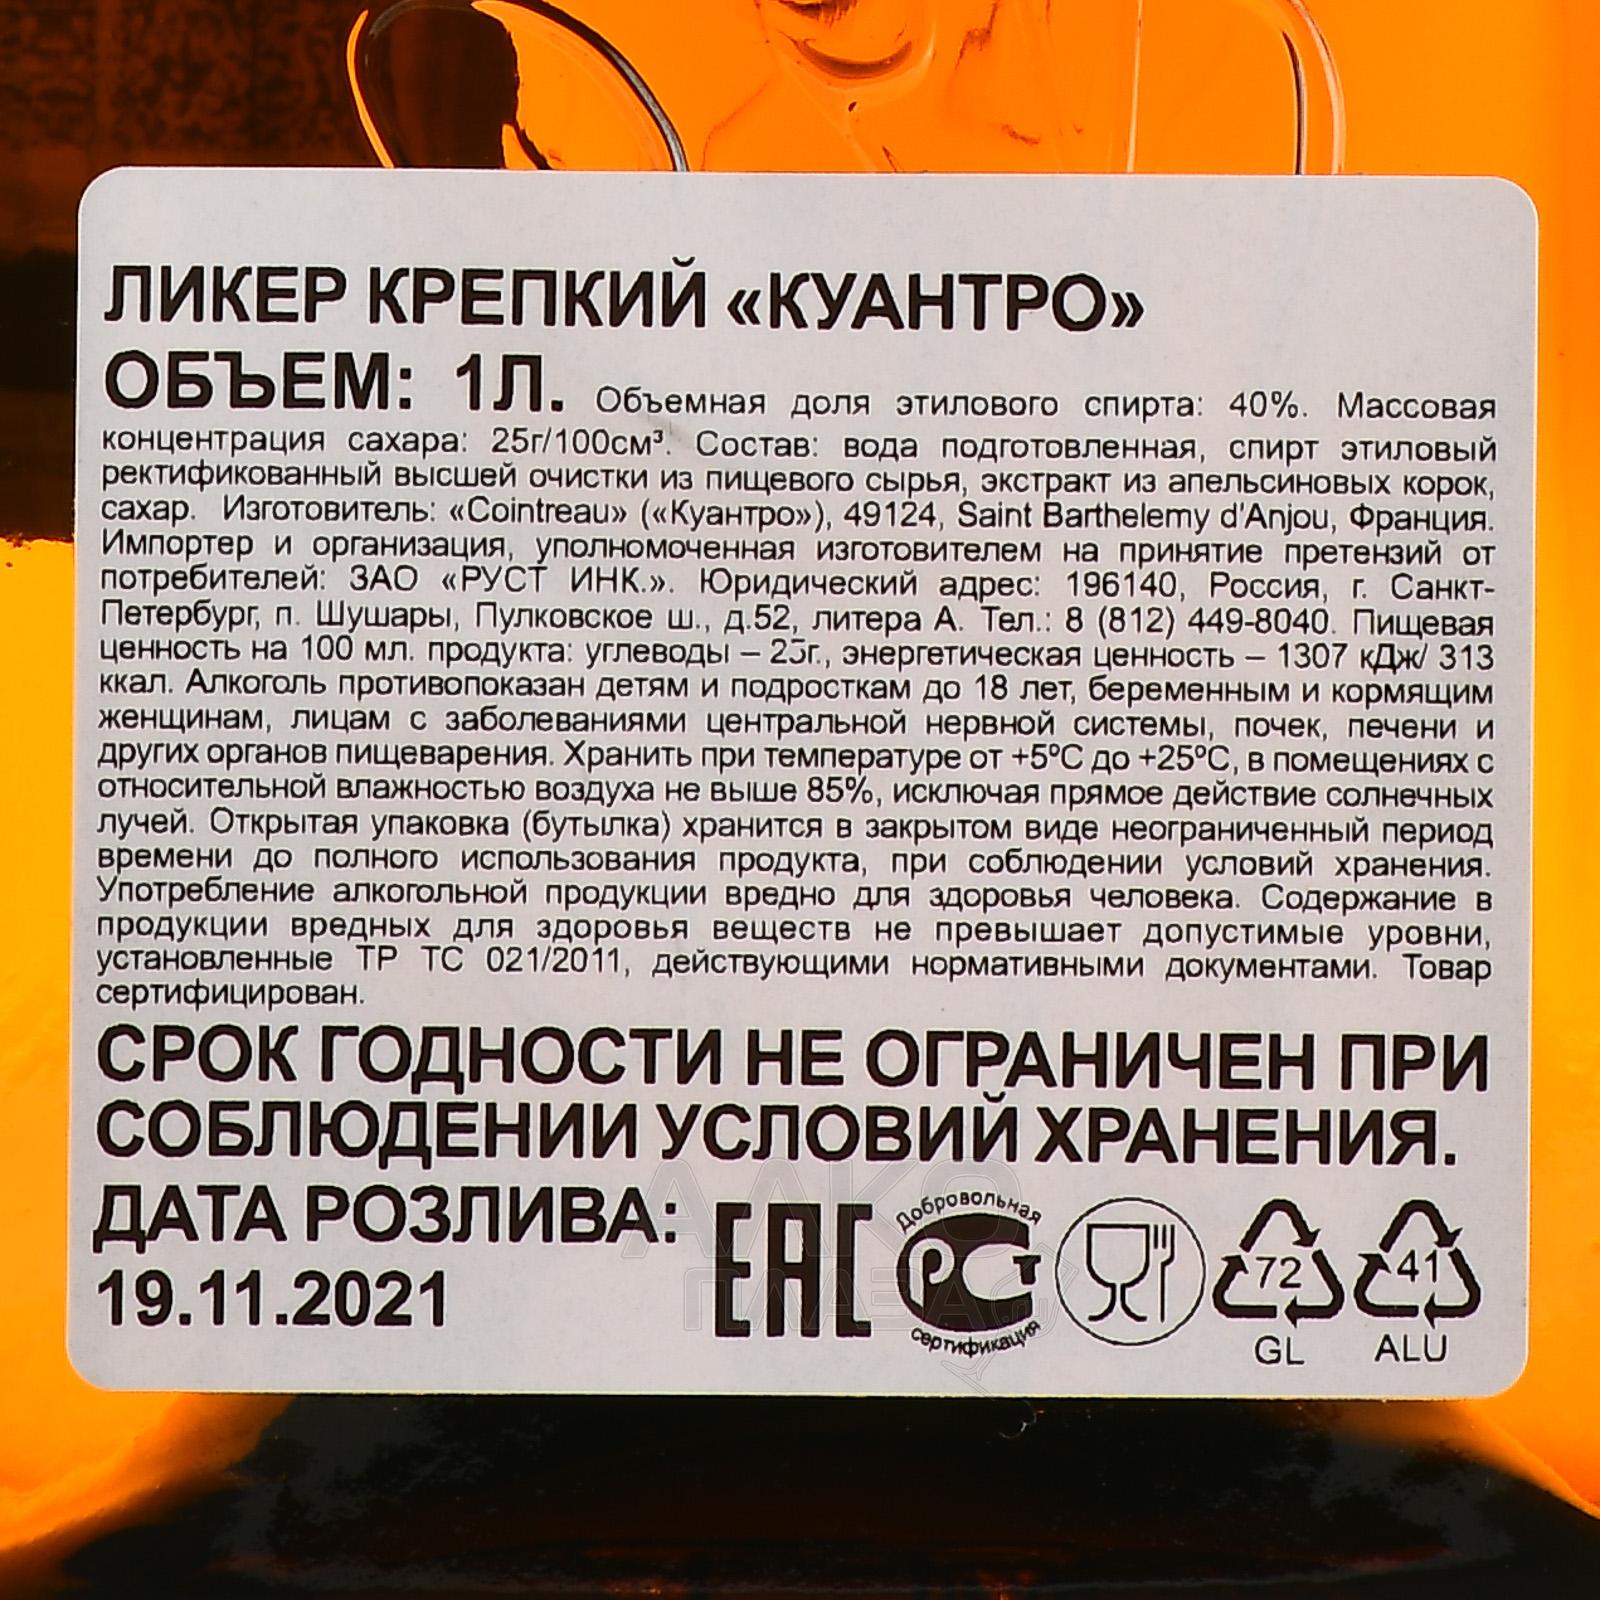 ЛИКЕР КРЕПКИЙ «КУАНТРО»
ОБЪЕМ: 1Л. Объемная доля этилового спирта: 40%. Массовая
концентрация сахара: 25г/100см³. Состав: вода подготовленная, спирт этиловый
ректификованный высшей очистки из пищевого сырья, экстракт из апельсиновых корок,
сахар. Изготовитель: «Cointreau» («Куантро»), 49124, Saint Barthelemy d'Anjou, Франция.
Импортер и организация, уполномоченная изготовителем на принятие претензий от
потребителей: ЗАО «РУСТ ИНК.». Юридический адрес: 196140, Россия, г. Санкт-
Петербург, п. Шушары, Пулковское ш., д.52, литера А. Тел.: 8 (812) 449-8040. Пищевая
ценность на 100 мл. продукта: углеводы – 25г., энергетическая ценность – 1307 кДж/ 313
ккал. Алкоголь противопоказан детям и подросткам до 18 лет, беременным и кормящим
женщинам, лицам с заболеваниями центральной нервной системы, почек, печени и
других органов пищеварения. Хранить при температуре от +5ºС до +25ºС, в помещениях с
относительной влажностью воздуха не выше 85%, исключая прямое действие солнечных
лучей. Открытая упаковка (бутылка) хранится в закрытом виде неограниченный период
времени до полного использования продукта, при соблюдении условий хранения.
Употребление алкогольной продукции вредно для здоровья человека. Содержание в
продукции вредных для здоровья веществ не превышает допустимые уровни,
установленные ТР ТС 021/2011, действующими нормативными документами. Товар
сертифицирован.
СРОК ГОДНОСТИ НЕ ОГРАНИЧЕН ПРИ
СОБЛЮДЕНИИ УСЛОВИЙ ХРАНЕНИЯ.
ДАТА РОЗЛИВА:
19.11.2021
ЕАС
Добровольная
РСТ
сертификация
72
GL
41
ALU
АЛКО
ПЛАЗА.ru